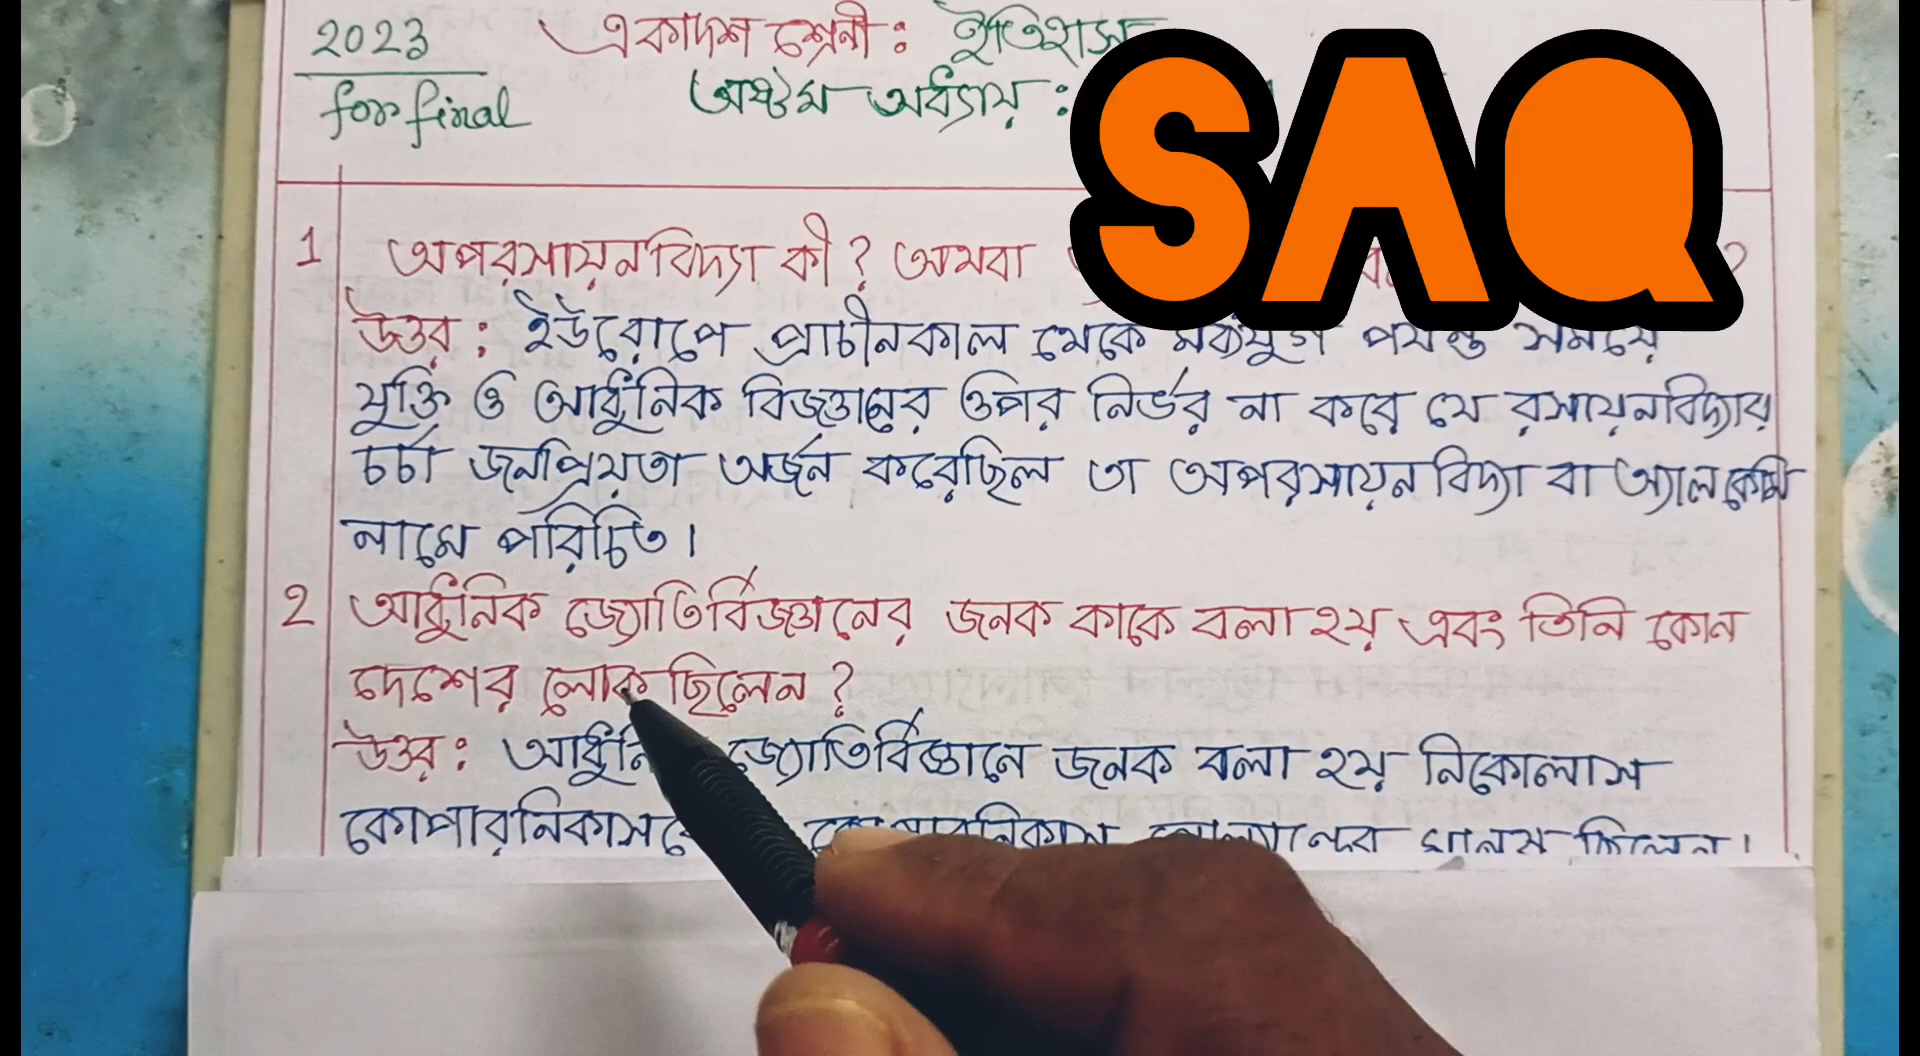 2023 একাদশ শ্রেনী : ইতিহাস
for final অষ্টম অধ্যায় :
SAQ
1 অপরসায়নবিদ্যা কী? অথবা ?
উত্তর : ইউরোপে প্রাচীনকাল থেকে মধ্যযুগ পর্যন্ত সময়ে
যুক্তি ও আধুনিক বিজ্ঞানের ওপর নির্ভর না করে যে রসায়নবিদ্যার
চর্চা জনপ্রিয়তা অর্জন করেছিল তা অপরসায়ন বিদ্যা বা অ্যালকেমি
নামে পরিচিত।
2 আধুনিক জ্যোতির্বিজ্ঞানের জনক কাকে বলা হয় এবং তিনি কোন
দেশের লোক ছিলেন?
উত্তর : জ্যোতির্বিজ্ঞানে জনক বলা হয় নিকোলাস
কোপারনিকাসকে কোপারনিকাস পোল্যান্ডের মানুষ ছিলেন।